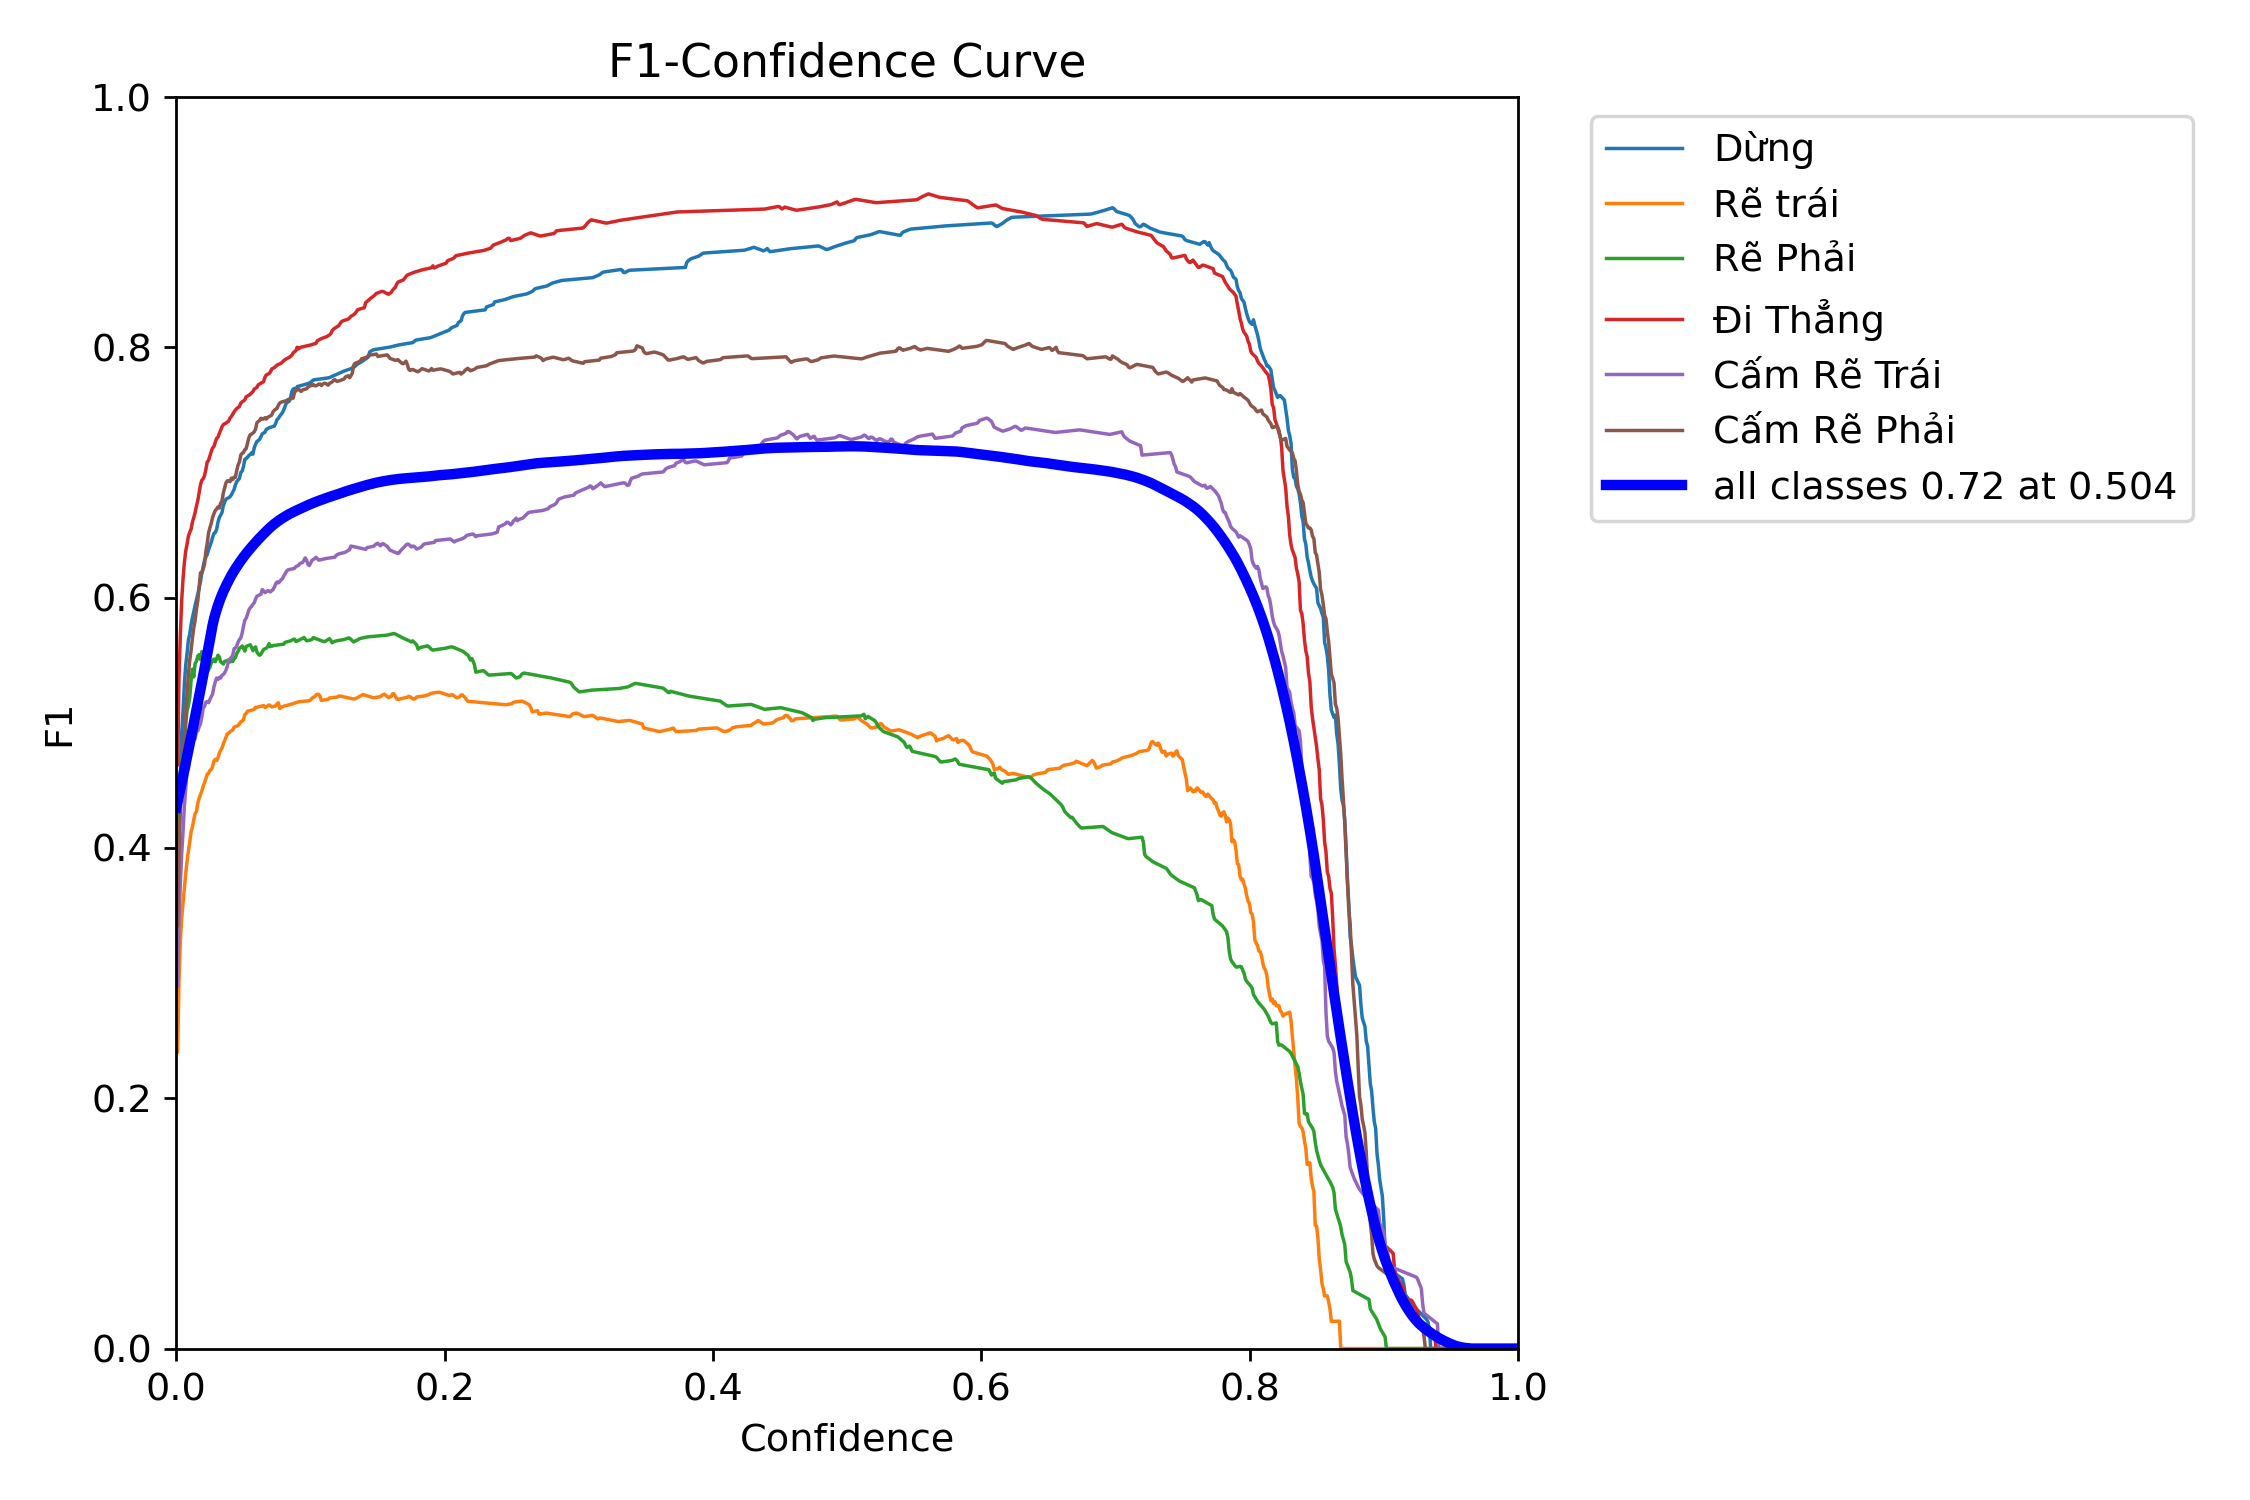 F1-Confidence Curve
1.0
0.8
0.6
0.4
0.2
0.0
F1
0.0 0.2 0.4 0.6 0.8 1.0
Confidence
Dừng
Rẽ trái
Rẽ Phải
Đi Thẳng
Cấm Rẽ Trái
Cấm Rẽ Phải
all classes 0.72 at 0.504